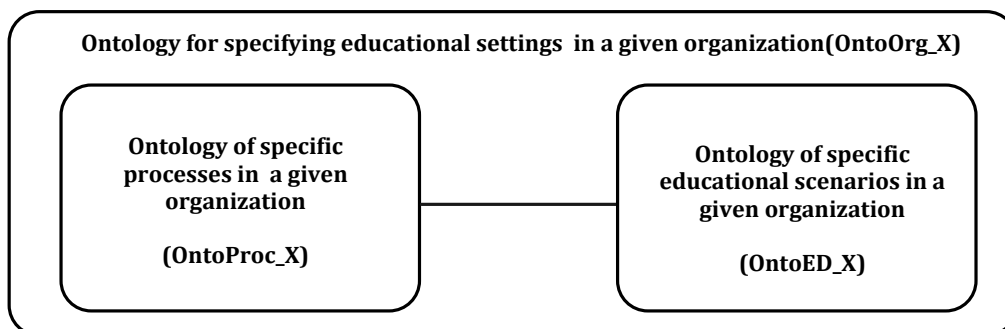 Ontology for specifying educational settings in a given organization(OntoOrg_X)
Ontology of specific
processes in a given
organization
(OntoProc_X)
Ontology of specific
educational scenarios in a
given organization
(OntoED_X)